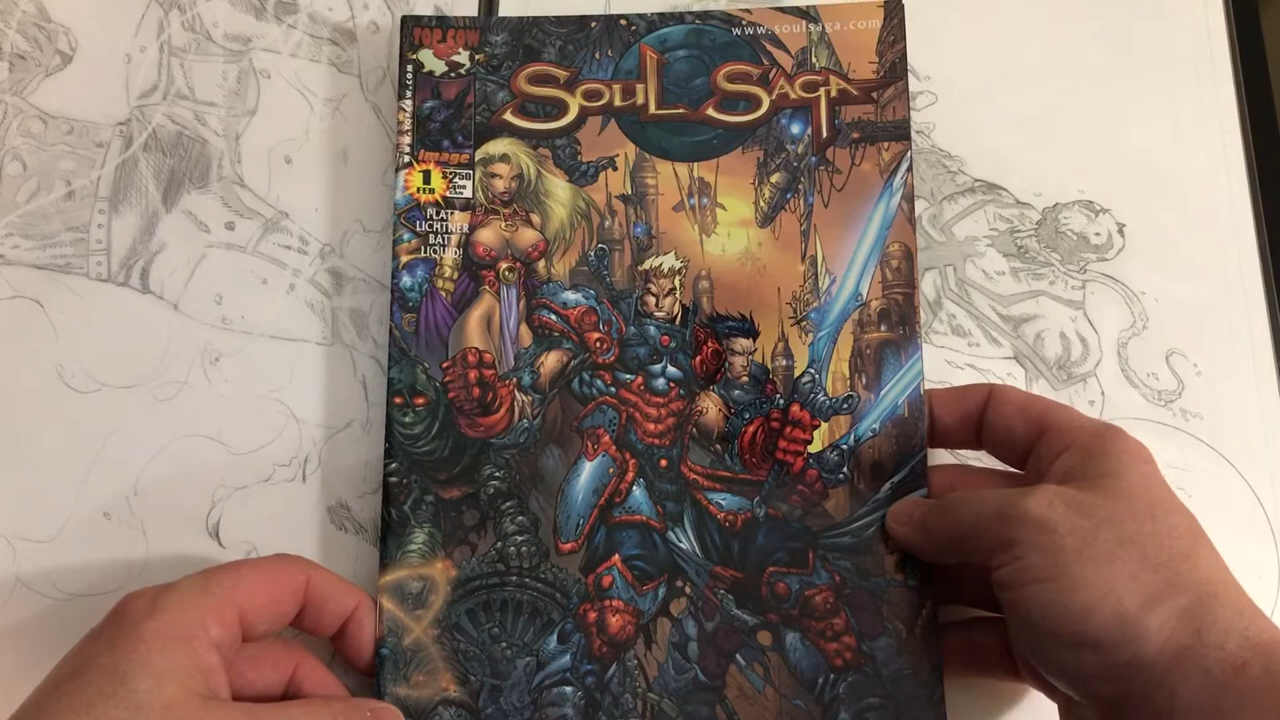 www.soulsaga.com
TOP COW
SOUL SAGA
image
1
FEB
$2.50
$4.00
CAN
PLATT
LICHTNER
BATT
LIQUID!